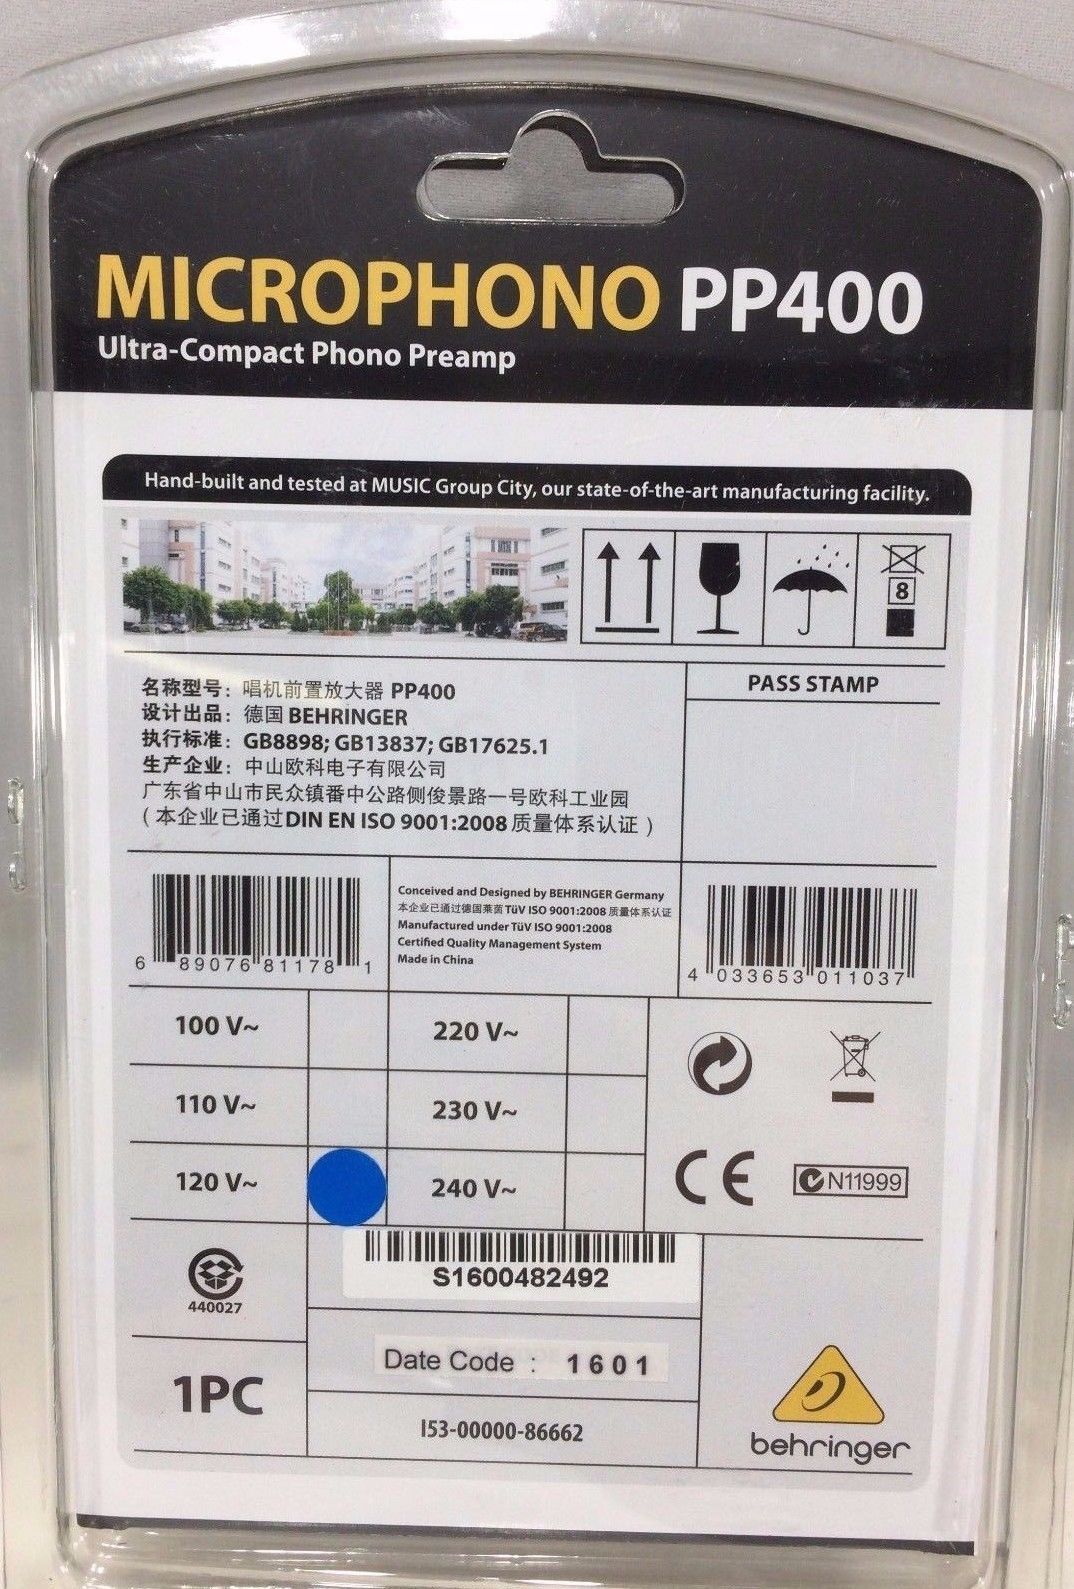 MICROPHONO PP400
Ultra-Compact Phono Preamp
Hand-built and tested at MUSIC Group City, our state-of-the-art manufacturing facility.
8
名称型号：唱机前置放大器 PP400
设计出品：德国 BEHRINGER
执行标准：GB8898; GB13837; GB17625.1
生产企业：中山欧科电子有限公司
广东省中山市民众镇番中公路侧俊景路一号欧科工业园
（本企业已通过DIN EN ISO 9001:2008 质量体系认证）
PASS STAMP
6 89076 81178 1
Conceived and Designed by BEHRINGER Germany
本企业已通过德国莱茵 TüV ISO 9001:2008 质量体系认证
Manufactured under TüV ISO 9001:2008
Certified Quality Management System
Made in China
4 033653 011037
100 V~
220 V~
110 V~
230 V~
120 V~
240 V~
CE
N11999
S1600482492
440027
Date Code : 1601
1PC
I53-00000-86662
behringer